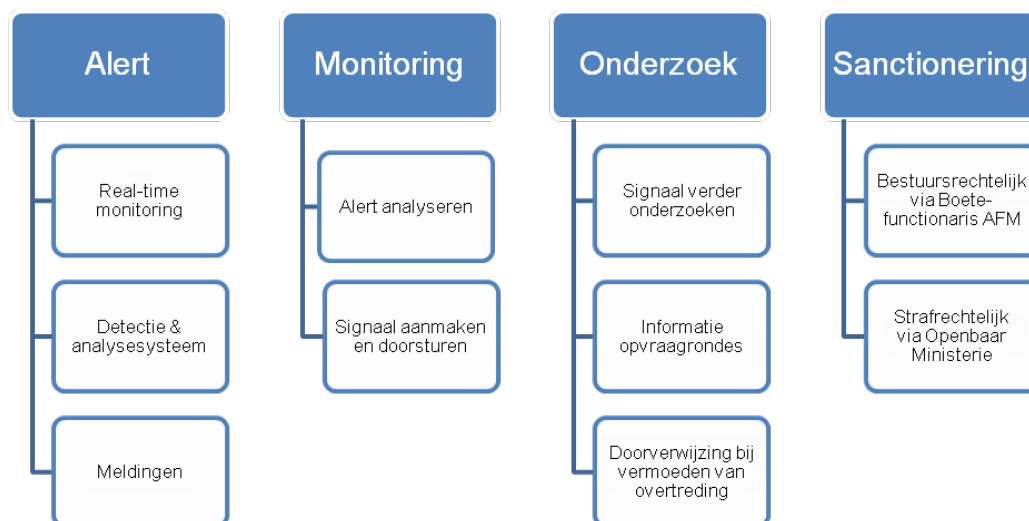 Alert
Real-time
monitoring
Detectie &
analysesysteem
Meldingen
Monitoring
Alert analyseren
Signaal aanmaken
en doorsturen
Onderzoek
Signaal verder
onderzoeken
Informatie
opvraagrondes
Doorverwijzing bij
vermoeden van
overtreding
Sanctionering
Bestuursrechtelijk
via Boete-
functionaris AFM
Strafrechtelijk
via Openbaar
Ministerie